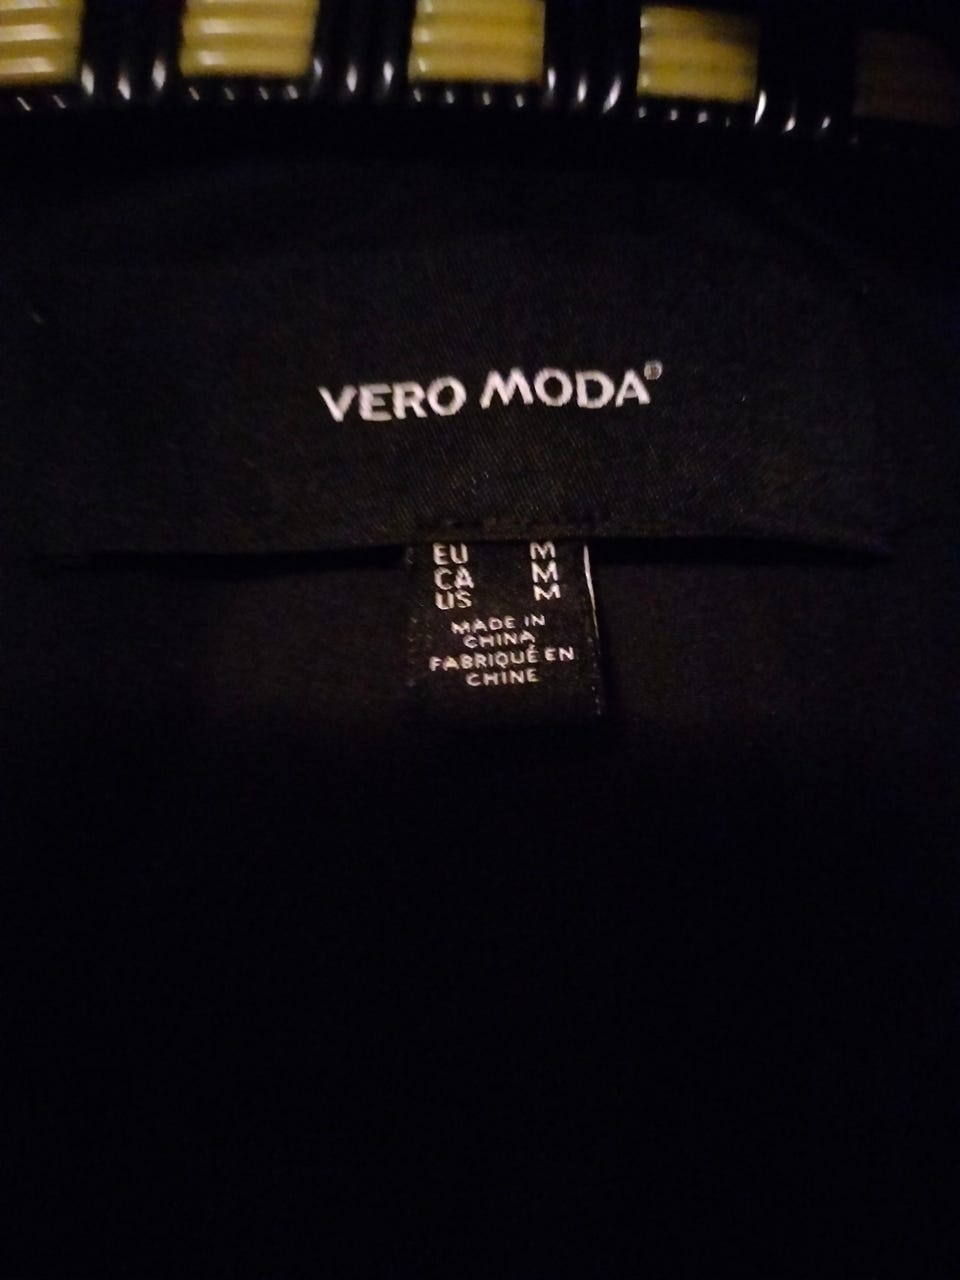 VERO MODA®
EU M
CA M
US M
MADE IN
CHINA
FABRIQUÉ EN
CHINE